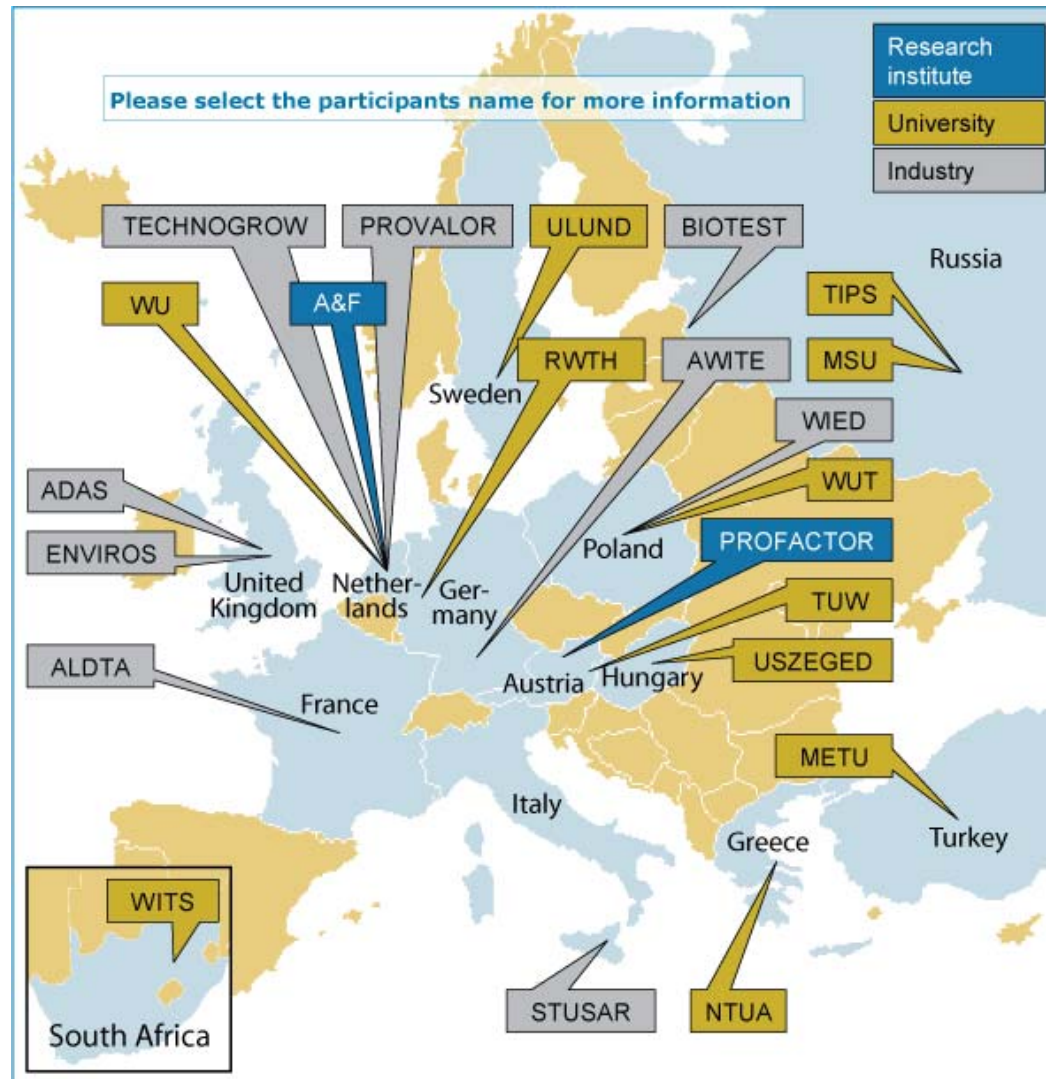 Please select the participants name for more information
Research
institute
University
Industry
TECHNOGROW
PROVALOR
ULUND
BIOTEST
Russia
WU
A&F
TIPS
RWTH
AWITE
MSU
Sweden
WIED
ADAS
WUT
ENVIROS
Poland
PROFACTOR
United
Kingdom
Nether-
lands
Ger-
many
TUW
ALDTA
France
Austria
Hungary
USZEGED
METU
Italy
Greece
Turkey
WITS
STUSAR
NTUA
South Africa